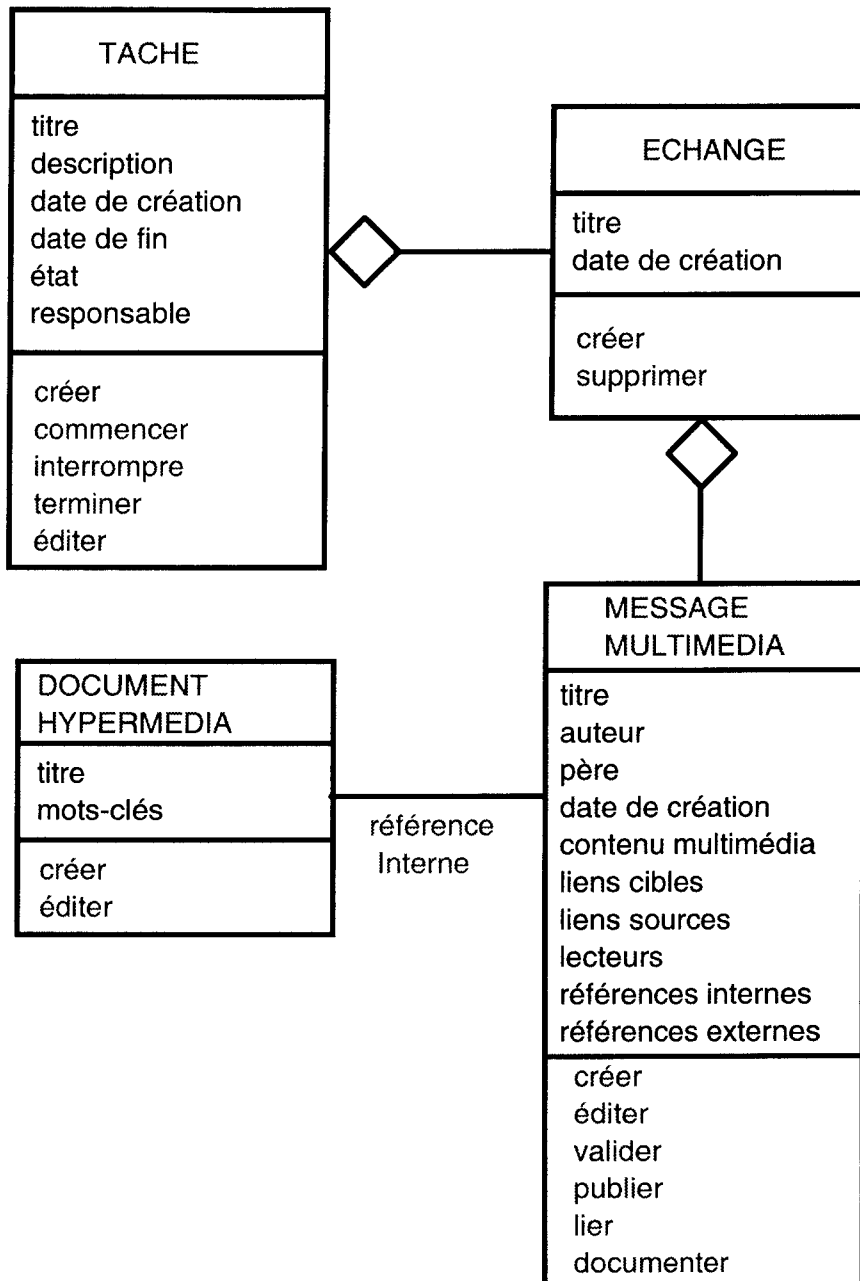 TACHE
titre
description
date de création
date de fin
état
responsable
créer
commencer
interrompre
terminer
éditer
ECHANGE
titre
date de création
créer
supprimer
DOCUMENT
HYPERMEDIA
titre
mots-clés
créer
éditer
référence
Interne
MESSAGE
MULTIMEDIA
titre
auteur
père
date de création
contenu multimédia
liens cibles
liens sources
lecteurs
références internes
références externes
créer
éditer
valider
publier
lier
documenter